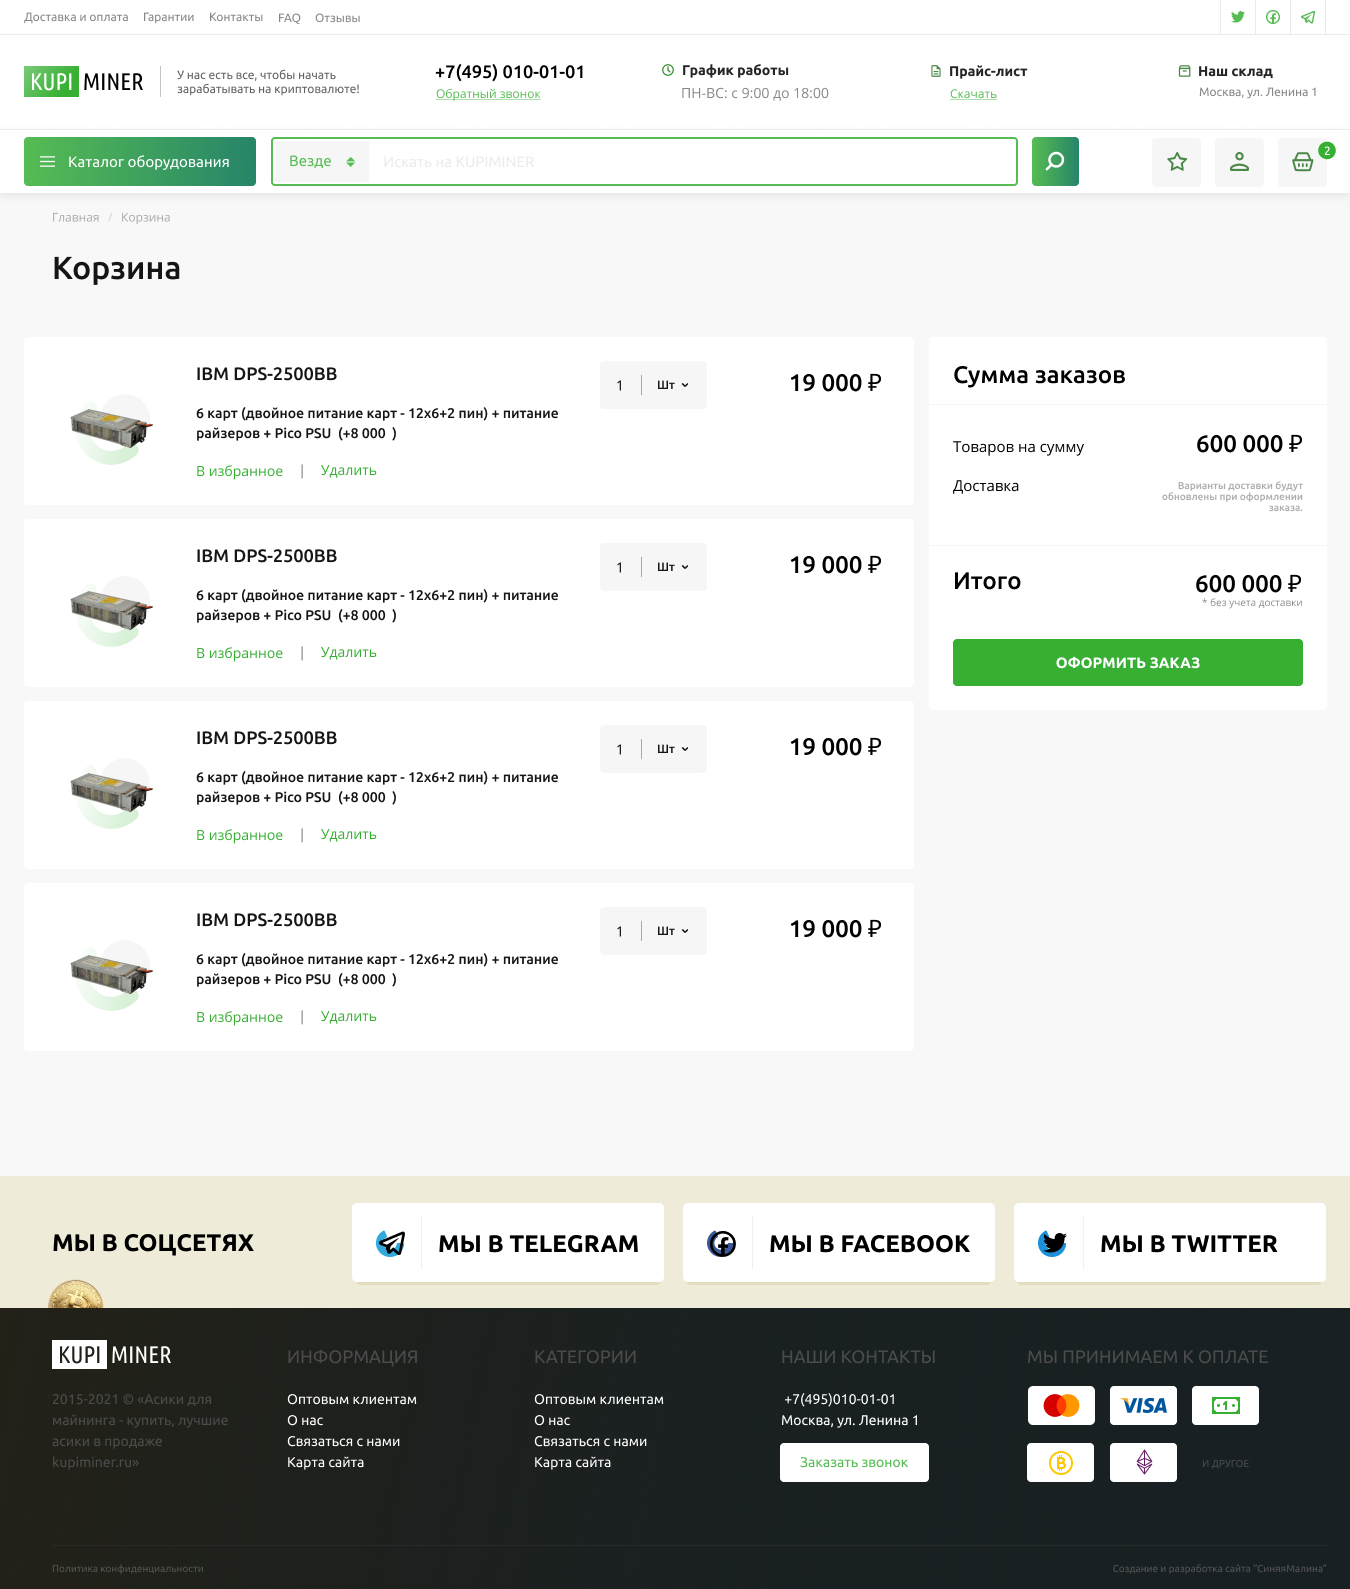 Доставка и оплата Гарантии Контакты FAQ Отзывы
KUPI MINER
У нас есть все, чтобы начать
зарабатывать на криптовалюте!
+7(495) 010-01-01
Обратный звонок
График работы
ПН-ВС: с 9:00 до 18:00
Прайс-лист
Скачать
Наш склад
Москва, ул. Ленина 1
Каталог оборудования
Везде
Искать на KUPIMINER
2
Главная / Корзина
Корзина
IBM DPS-2500BB
6 карт (двойное питание карт - 12x6+2 пин) + питание
райзеров + Pico PSU (+8 000 )
В избранное | Удалить
1 Шт
19 000 ₽
IBM DPS-2500BB
6 карт (двойное питание карт - 12x6+2 пин) + питание
райзеров + Pico PSU (+8 000 )
В избранное | Удалить
1 Шт
19 000 ₽
IBM DPS-2500BB
6 карт (двойное питание карт - 12x6+2 пин) + питание
райзеров + Pico PSU (+8 000 )
В избранное | Удалить
1 Шт
19 000 ₽
IBM DPS-2500BB
6 карт (двойное питание карт - 12x6+2 пин) + питание
райзеров + Pico PSU (+8 000 )
В избранное | Удалить
1 Шт
19 000 ₽
Сумма заказов
Товаров на сумму 600 000 ₽
Доставка
Варианты доставки будут
обновлены при оформлении
заказа.
Итого 600 000 ₽
* без учета доставки
ОФОРМИТЬ ЗАКАЗ
МЫ В СОЦСЕТЯХ
МЫ В TELEGRAM
МЫ В FACEBOOK
МЫ В TWITTER
KUPI MINER
2015-2021 © «Асики для
майнинга - купить, лучшие
асики в продаже
kupiminer.ru»
ИНФОРМАЦИЯ
Оптовым клиентам
О нас
Связаться с нами
Карта сайта
КАТЕГОРИИ
Оптовым клиентам
О нас
Связаться с нами
Карта сайта
НАШИ КОНТАКТЫ
+7(495)010-01-01
Москва, ул. Ленина 1
Заказать звонок
МЫ ПРИНИМАЕМ К ОПЛАТЕ
VISA
1
И ДРУГОЕ
Политика конфиденциальности
Создание и разработка сайта "СиняяМалина"